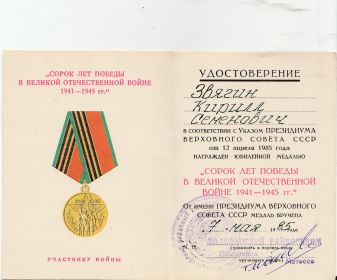 „СОРОК ЛЕТ ПОБЕДЫ
В ВЕЛИКОЙ ОТЕЧЕСТВЕННОЙ ВОЙНЕ
1941—1945 гг.“
УЧАСТНИКУ ВОЙНЫ
УДОСТОВЕРЕНИЕ
Звягин
Кирилл
Семенович
В СООТВЕТСТВИИ С УКАЗОМ ПРЕЗИДИУМА
ВЕРХОВНОГО СОВЕТА СССР
от 12 апреля 1985 года
НАГРАЖДЕН ЮБИЛЕЙНОЙ МЕДАЛЬЮ
„СОРОК ЛЕТ ПОБЕДЫ
В ВЕЛИКОЙ ОТЕЧЕСТВЕННОЙ
ВОЙНЕ 1941—1945 гг.“
От имени ПРЕЗИДИУМА ВЕРХОВНОГО
СОВЕТА СССР МЕДАЛЬ ВРУЧЕНА
7 мая 1985
М. П.